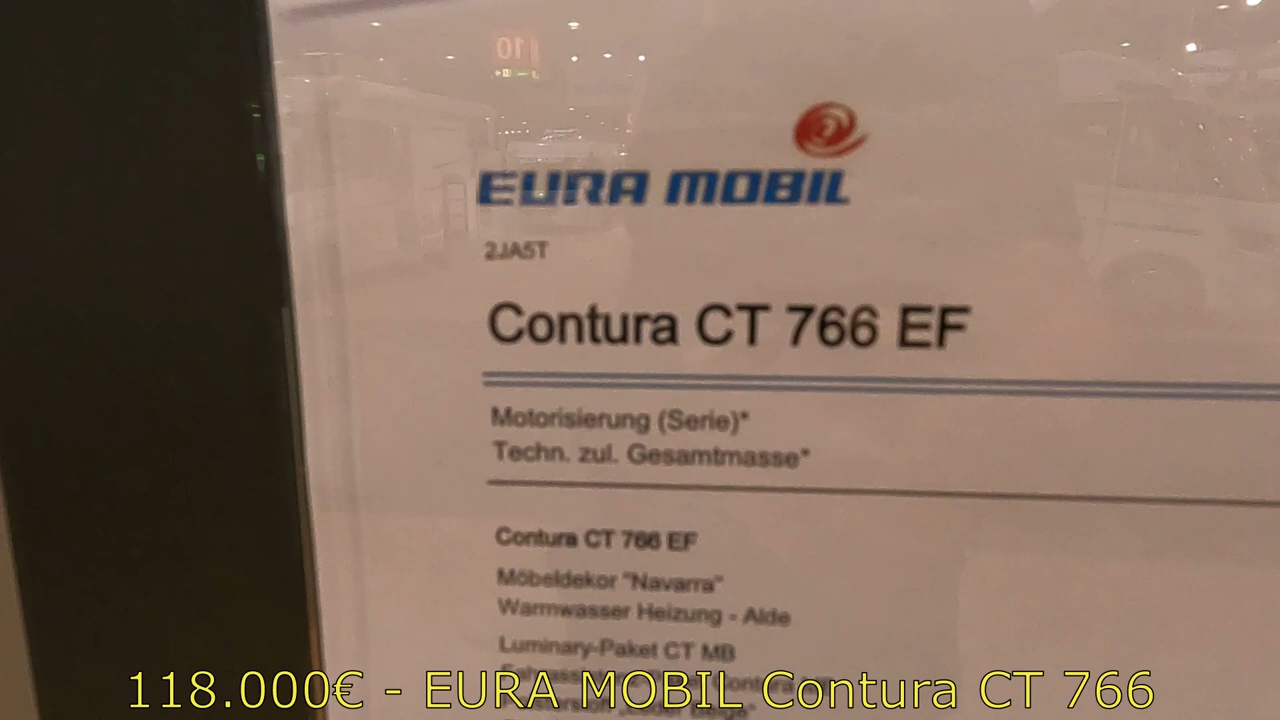 10
EURA MOBIL
2JA5T
Contura CT 766 EF
Motorisierung (Serie)*
Techn. zul. Gesamtmasse*
Contura CT 766 EF
Möbeldekor "Navarra"
Warmwasser Heizung - Alde
Luminary-Paket CT MB
118.000€ - EURA MOBIL Contura CT 766